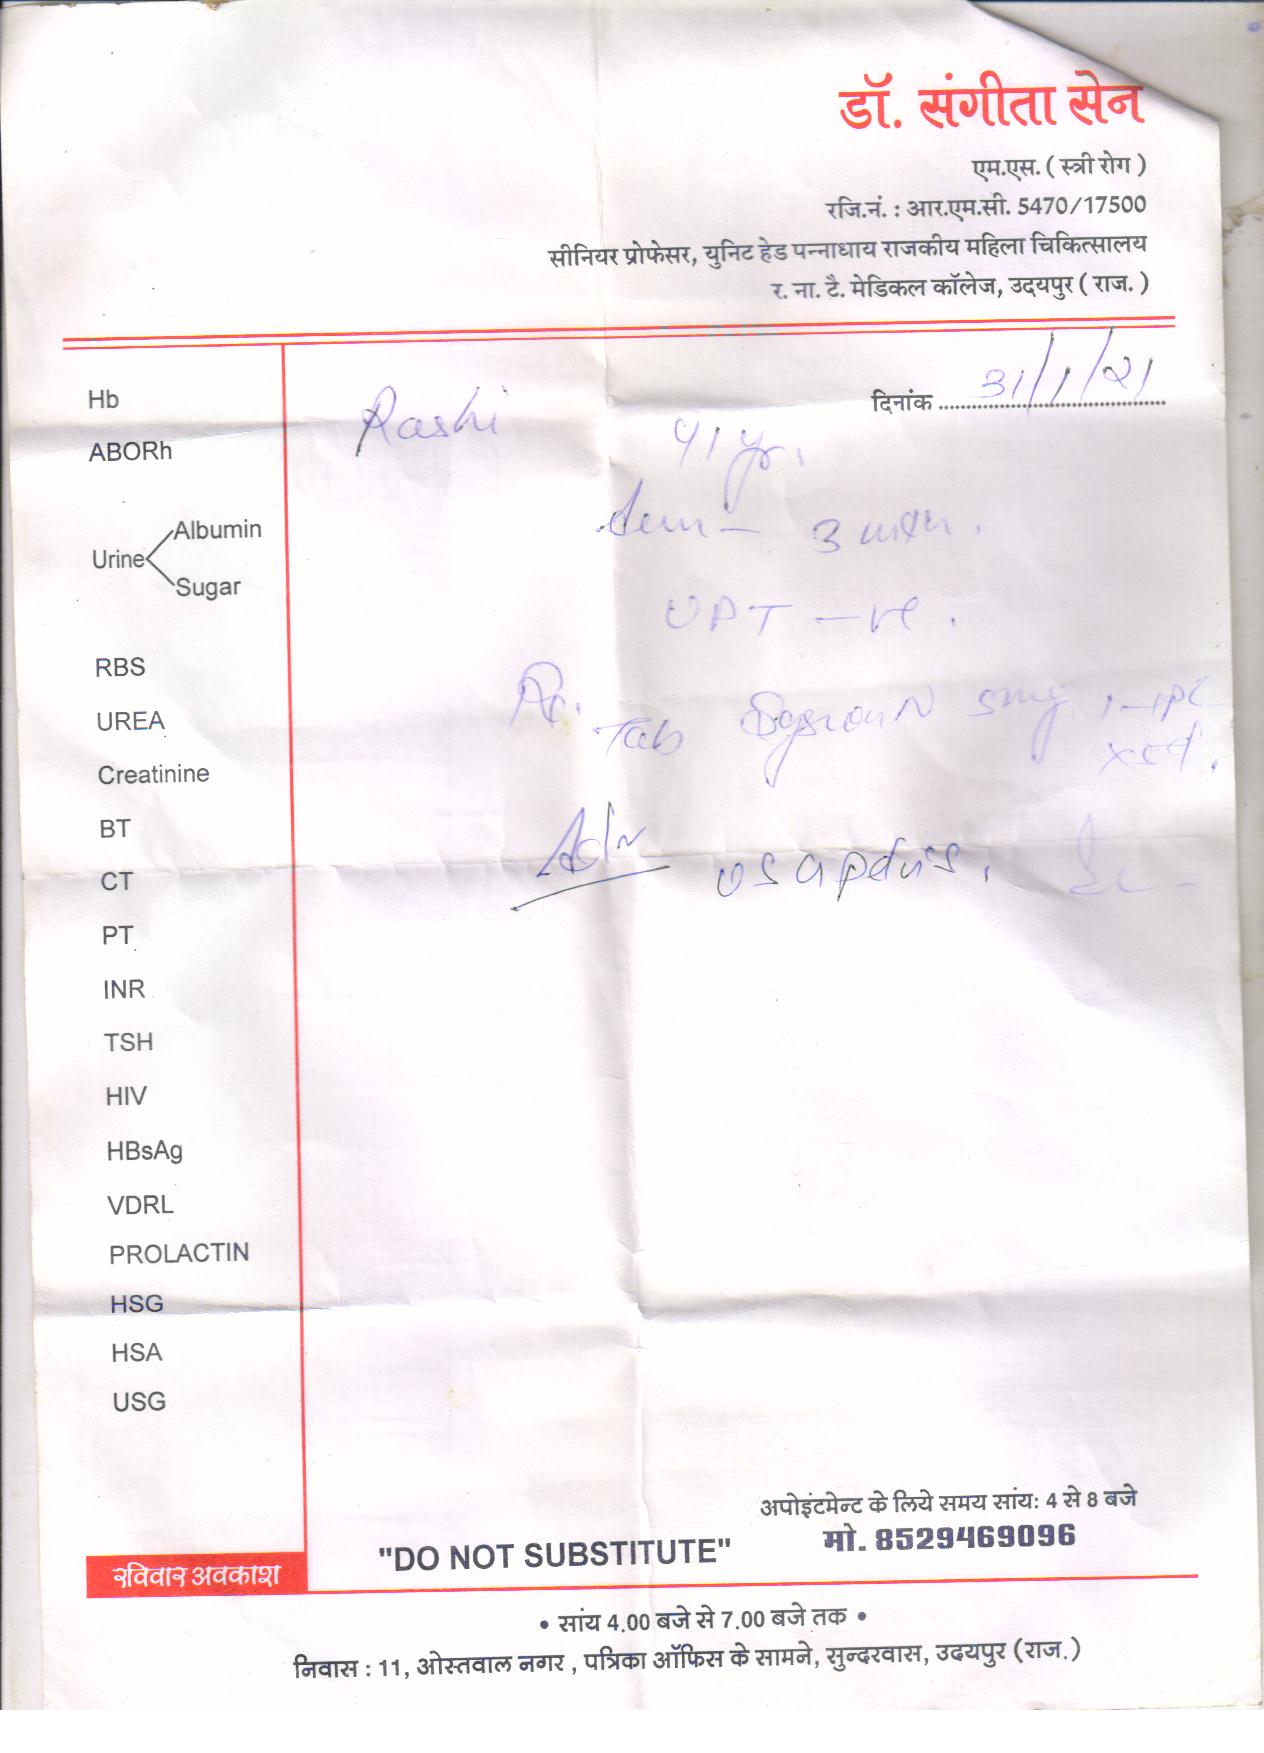 डॉ. संगीता सेन
एम.एस. ( स्त्री रोग )
रजि.नं. : आर.एम.सी. 5470/17500
सीनियर प्रोफेसर, युनिट हेड पन्नाधाय राजकीय महिला चिकित्सालय
र. ना. टै. मेडिकल कॉलेज, उदयपुर ( राज. )
दिनांक 31/1/21
Rashi 41 yr.
3
UPT -ve.
Tab 5mg
Adv
Hb
ABORh
Urine
Albumin
Sugar
RBS
UREA
Creatinine
BT
CT
PT
INR
TSH
HIV
HBsAg
VDRL
PROLACTIN
HSG
HSA
USG
अपोइंटमेन्ट के लिये समय सांय: 4 से 8 बजे
मो. 8529469096
"DO NOT SUBSTITUTE"
रविवार अवकाश
• सांय 4.00 बजे से 7.00 बजे तक •
निवास : 11, ओस्तवाल नगर , पत्रिका ऑफिस के सामने, सुन्दरवास, उदयपुर (राज.)